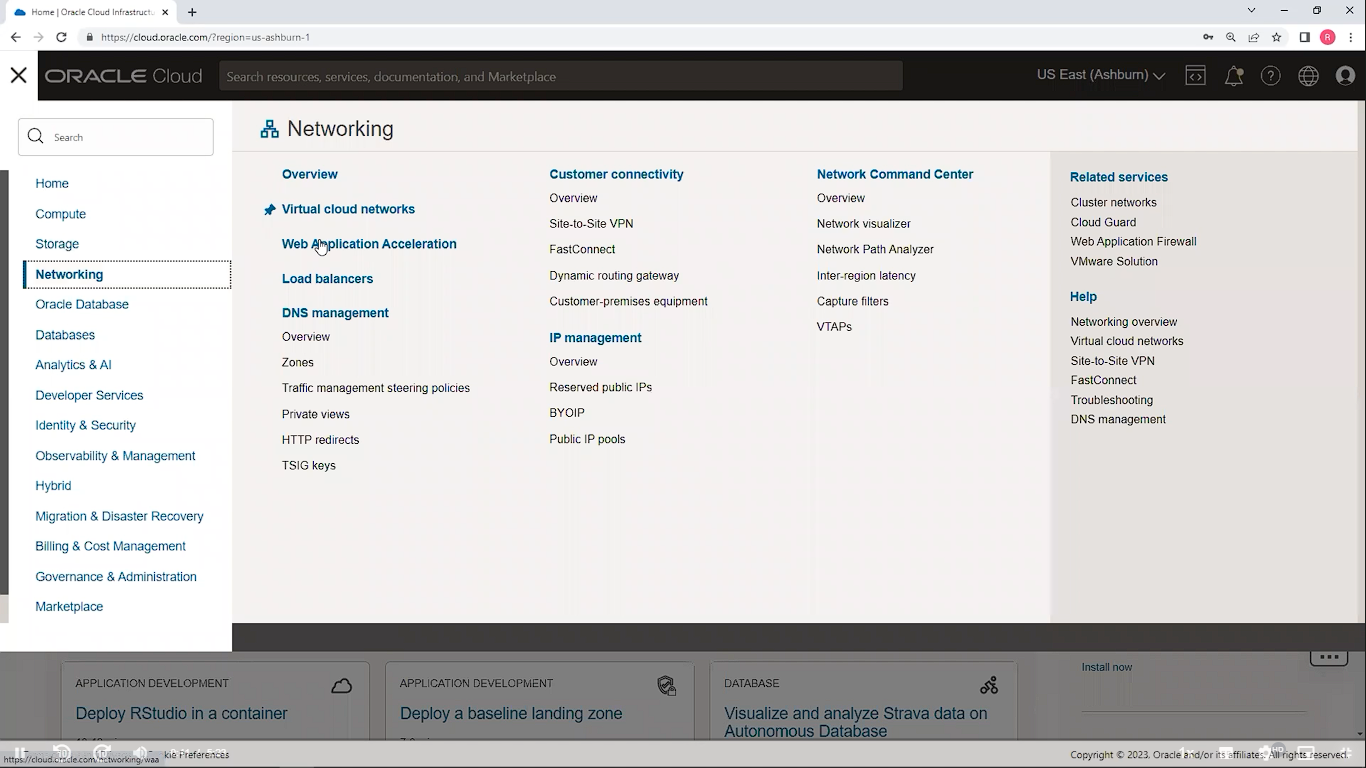 Home | Oracle Cloud Infrastructu
https://cloud.oracle.com/?region=us-ashburn-1
R
ORACLE Cloud
Search resources, services, documentation, and Marketplace
US East (Ashburn)
Search
Home
Compute
Storage
Networking
Oracle Database
Databases
Analytics & AI
Developer Services
Identity & Security
Observability & Management
Hybrid
Migration & Disaster Recovery
Billing & Cost Management
Governance & Administration
Marketplace
Networking
Overview
Virtual cloud networks
Web Application Acceleration
Load balancers
DNS management
Overview
Zones
Traffic management steering policies
Private views
HTTP redirects
TSIG keys
Customer connectivity
Overview
Site-to-Site VPN
FastConnect
Dynamic routing gateway
Customer-premises equipment
IP management
Overview
Reserved public IPs
BYOIP
Public IP pools
Network Command Center
Overview
Network visualizer
Network Path Analyzer
Inter-region latency
Capture filters
VTAPs
Related services
Cluster networks
Cloud Guard
Web Application Firewall
VMware Solution
Help
Networking overview
Virtual cloud networks
Site-to-Site VPN
FastConnect
Troubleshooting
DNS management
APPLICATION DEVELOPMENT
Deploy RStudio in a container
APPLICATION DEVELOPMENT
Deploy a baseline landing zone
DATABASE
Visualize and analyze Strava data on
Autonomous Database
Install now
Preferences
https://cloud.oracle.com/networking/waa
Copyright © 2023, Oracle and/or its affiliates. All rights reserved.